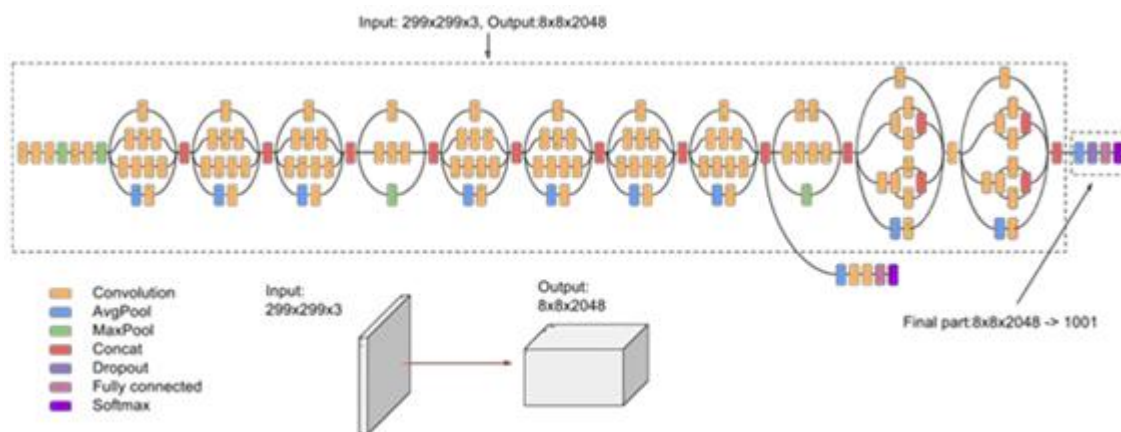 Input: 299x299x3, Output:8x8x2048
Convolution
AvgPool
MaxPool
Concat
Dropout
Fully connected
Softmax
Input:
299x299x3
Output:
8x8x2048
Final part:8x8x2048 -> 1001